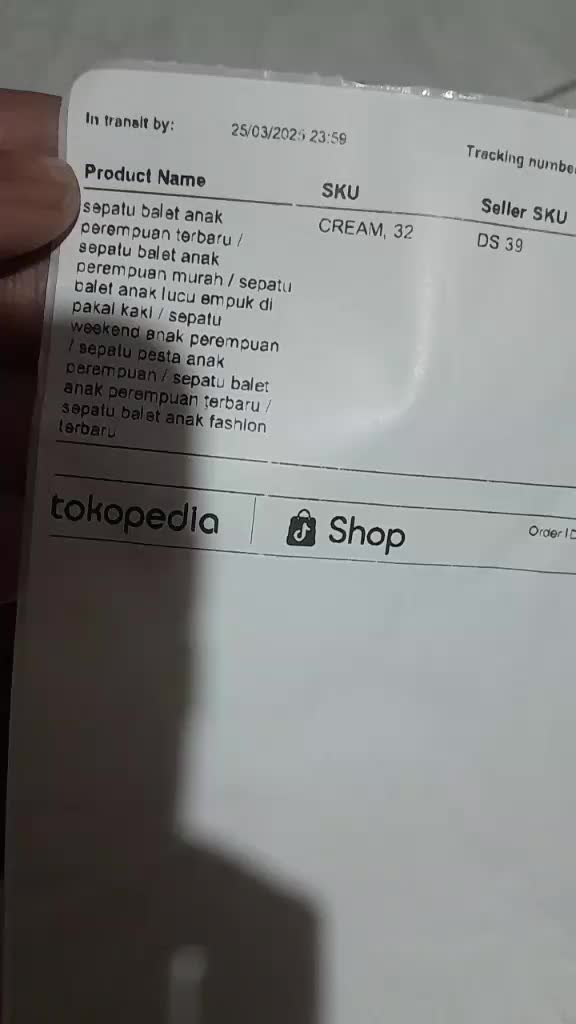 In transit by: 25/03/2025 23:59 Tracking numbe
Product Name SKU Seller SKU
sepatu balet anak CREAM, 32 DS 39
perempuan terbaru /
sepatu balet anak
perempuan murah / sepatu
balet anak lucu empuk di
pakai kaki / sepatu
weekend anak perempuan
/ sepatu pesta anak
perempuan / sepatu balet
anak perempuan terbaru /
sepatu balet anak fashion
terbaru
tokopedia Shop Order ID